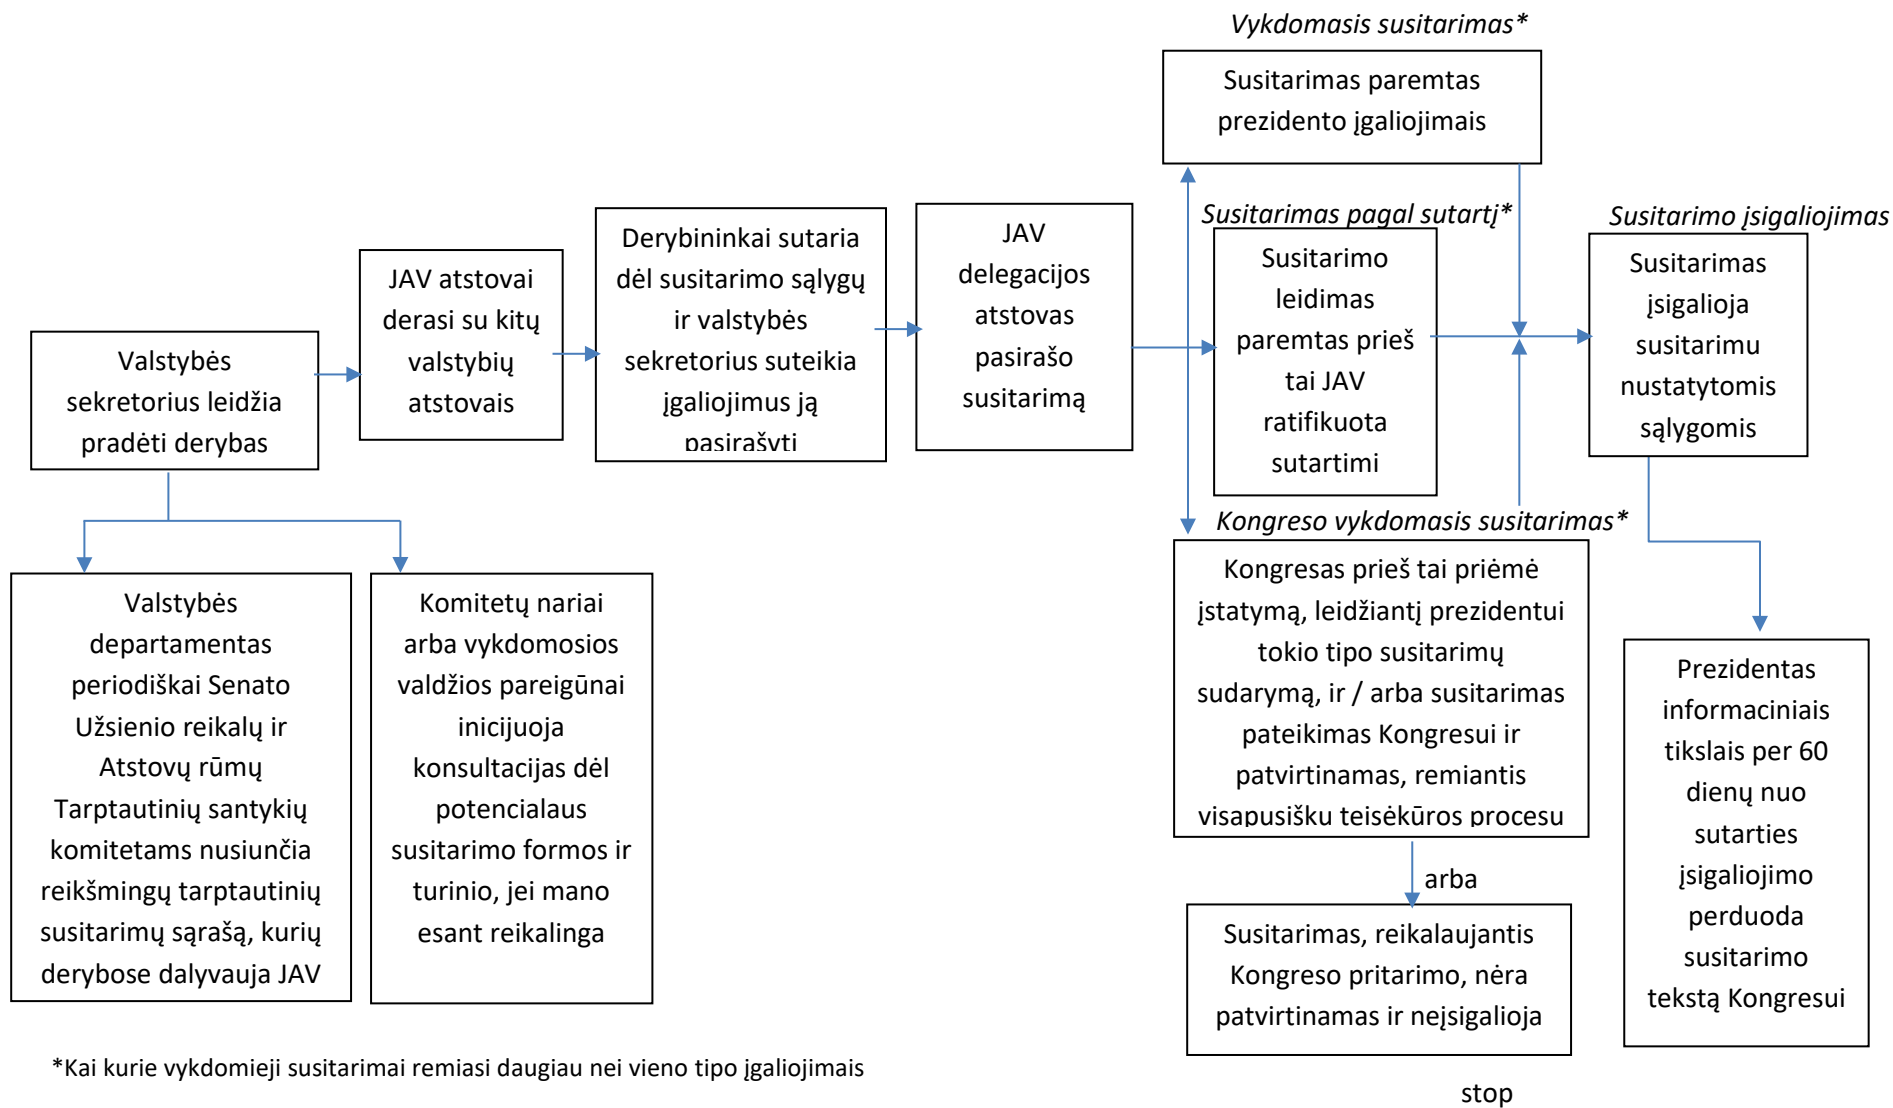 Vykdomasis susitarimas*
Susitarimas paremtas
prezidento įgaliojimais
Valstybės
sekretorius leidžia
pradėti derybas
JAV atstovai
derasi su kitų
valstybių
atstovais
Derybininkai sutaria
dėl susitarimo sąlygų
ir valstybės
sekretorius suteikia
įgaliojimus ją
pasirašyti
JAV
delegacijos
atstovas
pasirašo
susitarimą
Susitarimas pagal sutartį*
Susitarimo
leidimas
paremtas prieš
tai JAV
ratifikuota
sutartimi
Susitarimo įsigaliojimas
Susitarimas
įsigalioja
susitarimu
nustatytomis
sąlygomis
Valstybės
departamentas
periodiškai Senato
Užsienio reikalų ir
Atstovų rūmų
Tarptautinių santykių
komitetams nusiunčia
reikšmingų tarptautinių
susitarimų sąrašą, kurių
derybose dalyvauja JAV
Komitetų nariai
arba vykdomosios
valdžios pareigūnai
inicijuoja
konsultacijas dėl
potencialaus
susitarimo formos ir
turinio, jei mano
esant reikalinga
Kongreso vykdomasis susitarimas*
Kongresas prieš tai priėmė
įstatymą, leidžiantį prezidentui
tokio tipo susitarimų
sudarymą, ir / arba susitarimas
pateikimas Kongresui ir
patvirtinamas, remiantis
visapusišku teisėkūros procesu
arba
Susitarimas, reikalaujantis
Kongreso pritarimo, nėra
patvirtinamas ir neįsigalioja
Prezidentas
informaciniais
tikslais per 60
dienų nuo
sutarties
įsigaliojimo
perduoda
susitarimo
tekstą Kongresui
*Kai kurie vykdomieji susitarimai remiasi daugiau nei vieno tipo įgaliojimais
stop